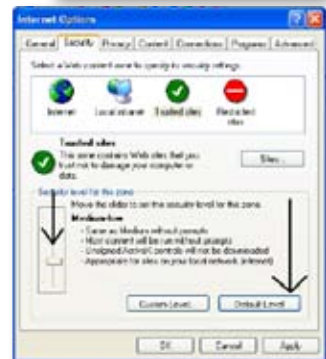 Internet Options
General Security Privacy Content Connections Programs Advanced
Select a Web content zone to specify its security settings.
Internet Local intranet Trusted sites Restricted sites
Trusted sites
This zone contains Web sites that you
trust not to damage your computer or
data.
Sites...
Security level for this zone
Move the slider to set the security level for this zone.
Medium-low
- Same as Medium without prompts
- Most content will be run without prompts
- Unsigned ActiveX controls will not be downloaded
- Appropriate for sites on your local network (intranet)
Custom Level... Default Level
OK Cancel Apply